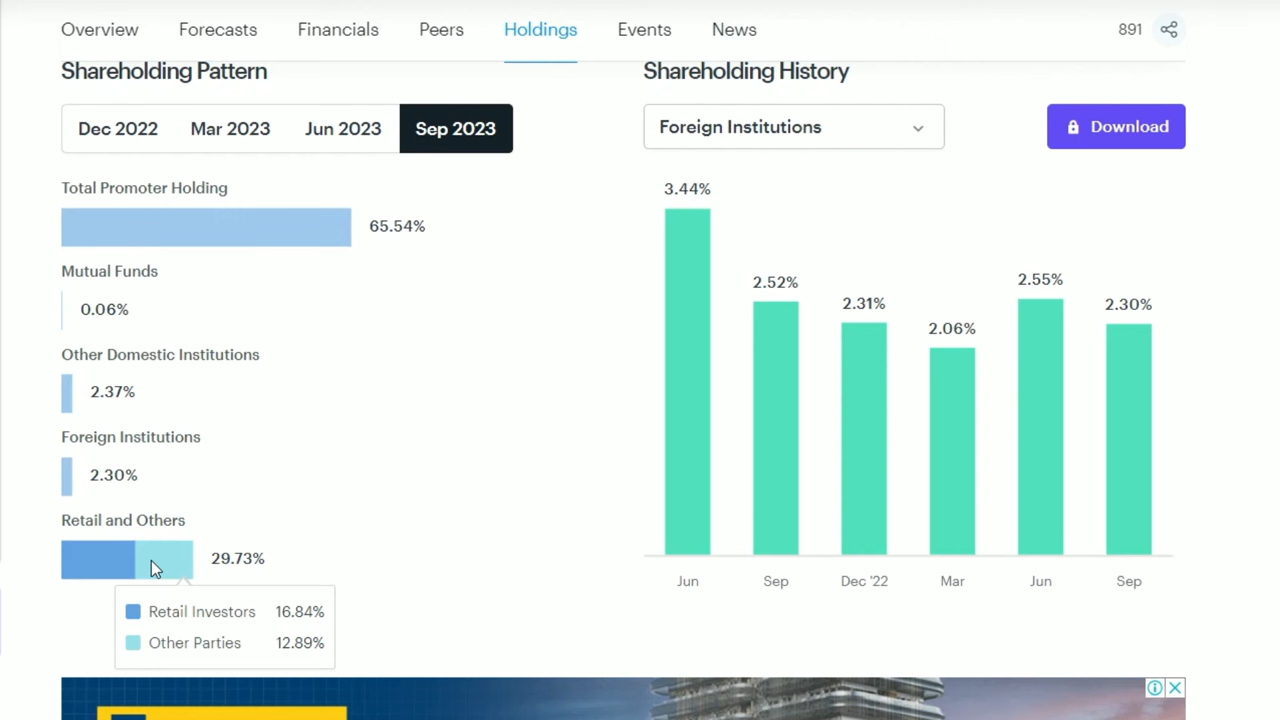 Overview Forecasts Financials Peers Holdings Events News 891
Shareholding Pattern
Dec 2022 Mar 2023 Jun 2023 Sep 2023
Total Promoter Holding
65.54%
Mutual Funds
0.06%
Other Domestic Institutions
2.37%
Foreign Institutions
2.30%
Retail and Others
29.73%
Retail Investors 16.84%
Other Parties 12.89%
Shareholding History
Foreign Institutions
Download
3.44%
2.52%
2.31%
2.06%
2.55%
2.30%
Jun Sep Dec '22 Mar Jun Sep